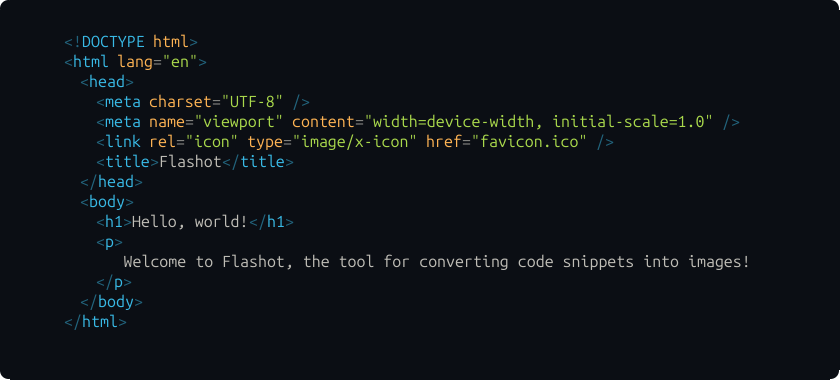 <!DOCTYPE html>
<html lang="en">
  <head>
    <meta charset="UTF-8" />
    <meta name="viewport" content="width=device-width, initial-scale=1.0" />
    <link rel="icon" type="image/x-icon" href="favicon.ico" />
    <title>Flashot</title>
  </head>
  <body>
    <h1>Hello, world!</h1>
    <p>
       Welcome to Flashot, the tool for converting code snippets into images!
    </p>
  </body>
</html>